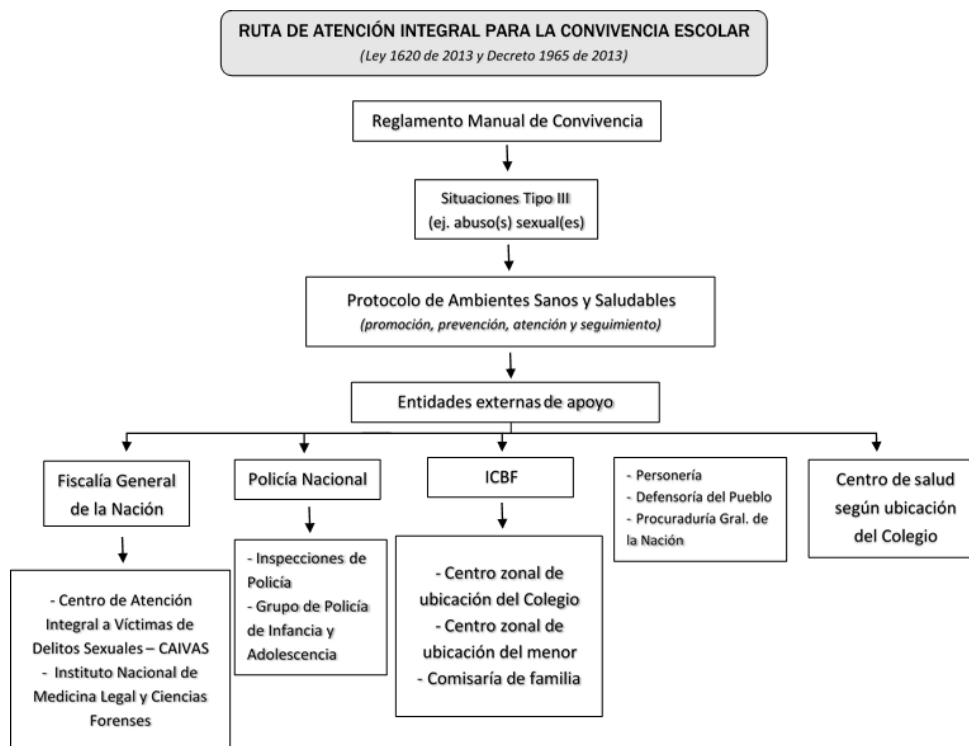 RUTA DE ATENCIÓN INTEGRAL PARA LA CONVIVENCIA ESCOLAR
(Ley 1620 de 2013 y Decreto 1965 de 2013)
Reglamento Manual de Convivencia
Situaciones Tipo III
(ej. abuso(s) sexual(es)
Protocolo de Ambientes Sanos y Saludables
(promoción, prevención, atención y seguimiento)
Entidades externas de apoyo
Fiscalía General
de la Nación
Policía Nacional
ICBF
- Personería
- Defensoría del Pueblo
- Procuraduría Gral. de
la Nación
Centro de salud
según ubicación
del Colegio
- Centro de Atención
Integral a Víctimas de
Delitos Sexuales – CAIVAS
- Instituto Nacional de
Medicina Legal y Ciencias
Forenses
- Inspecciones de
Policía
- Grupo de Policía
de Infancia y
Adolescencia
- Centro zonal de
ubicación del Colegio
- Centro zonal de
ubicación del menor
- Comisaría de familia